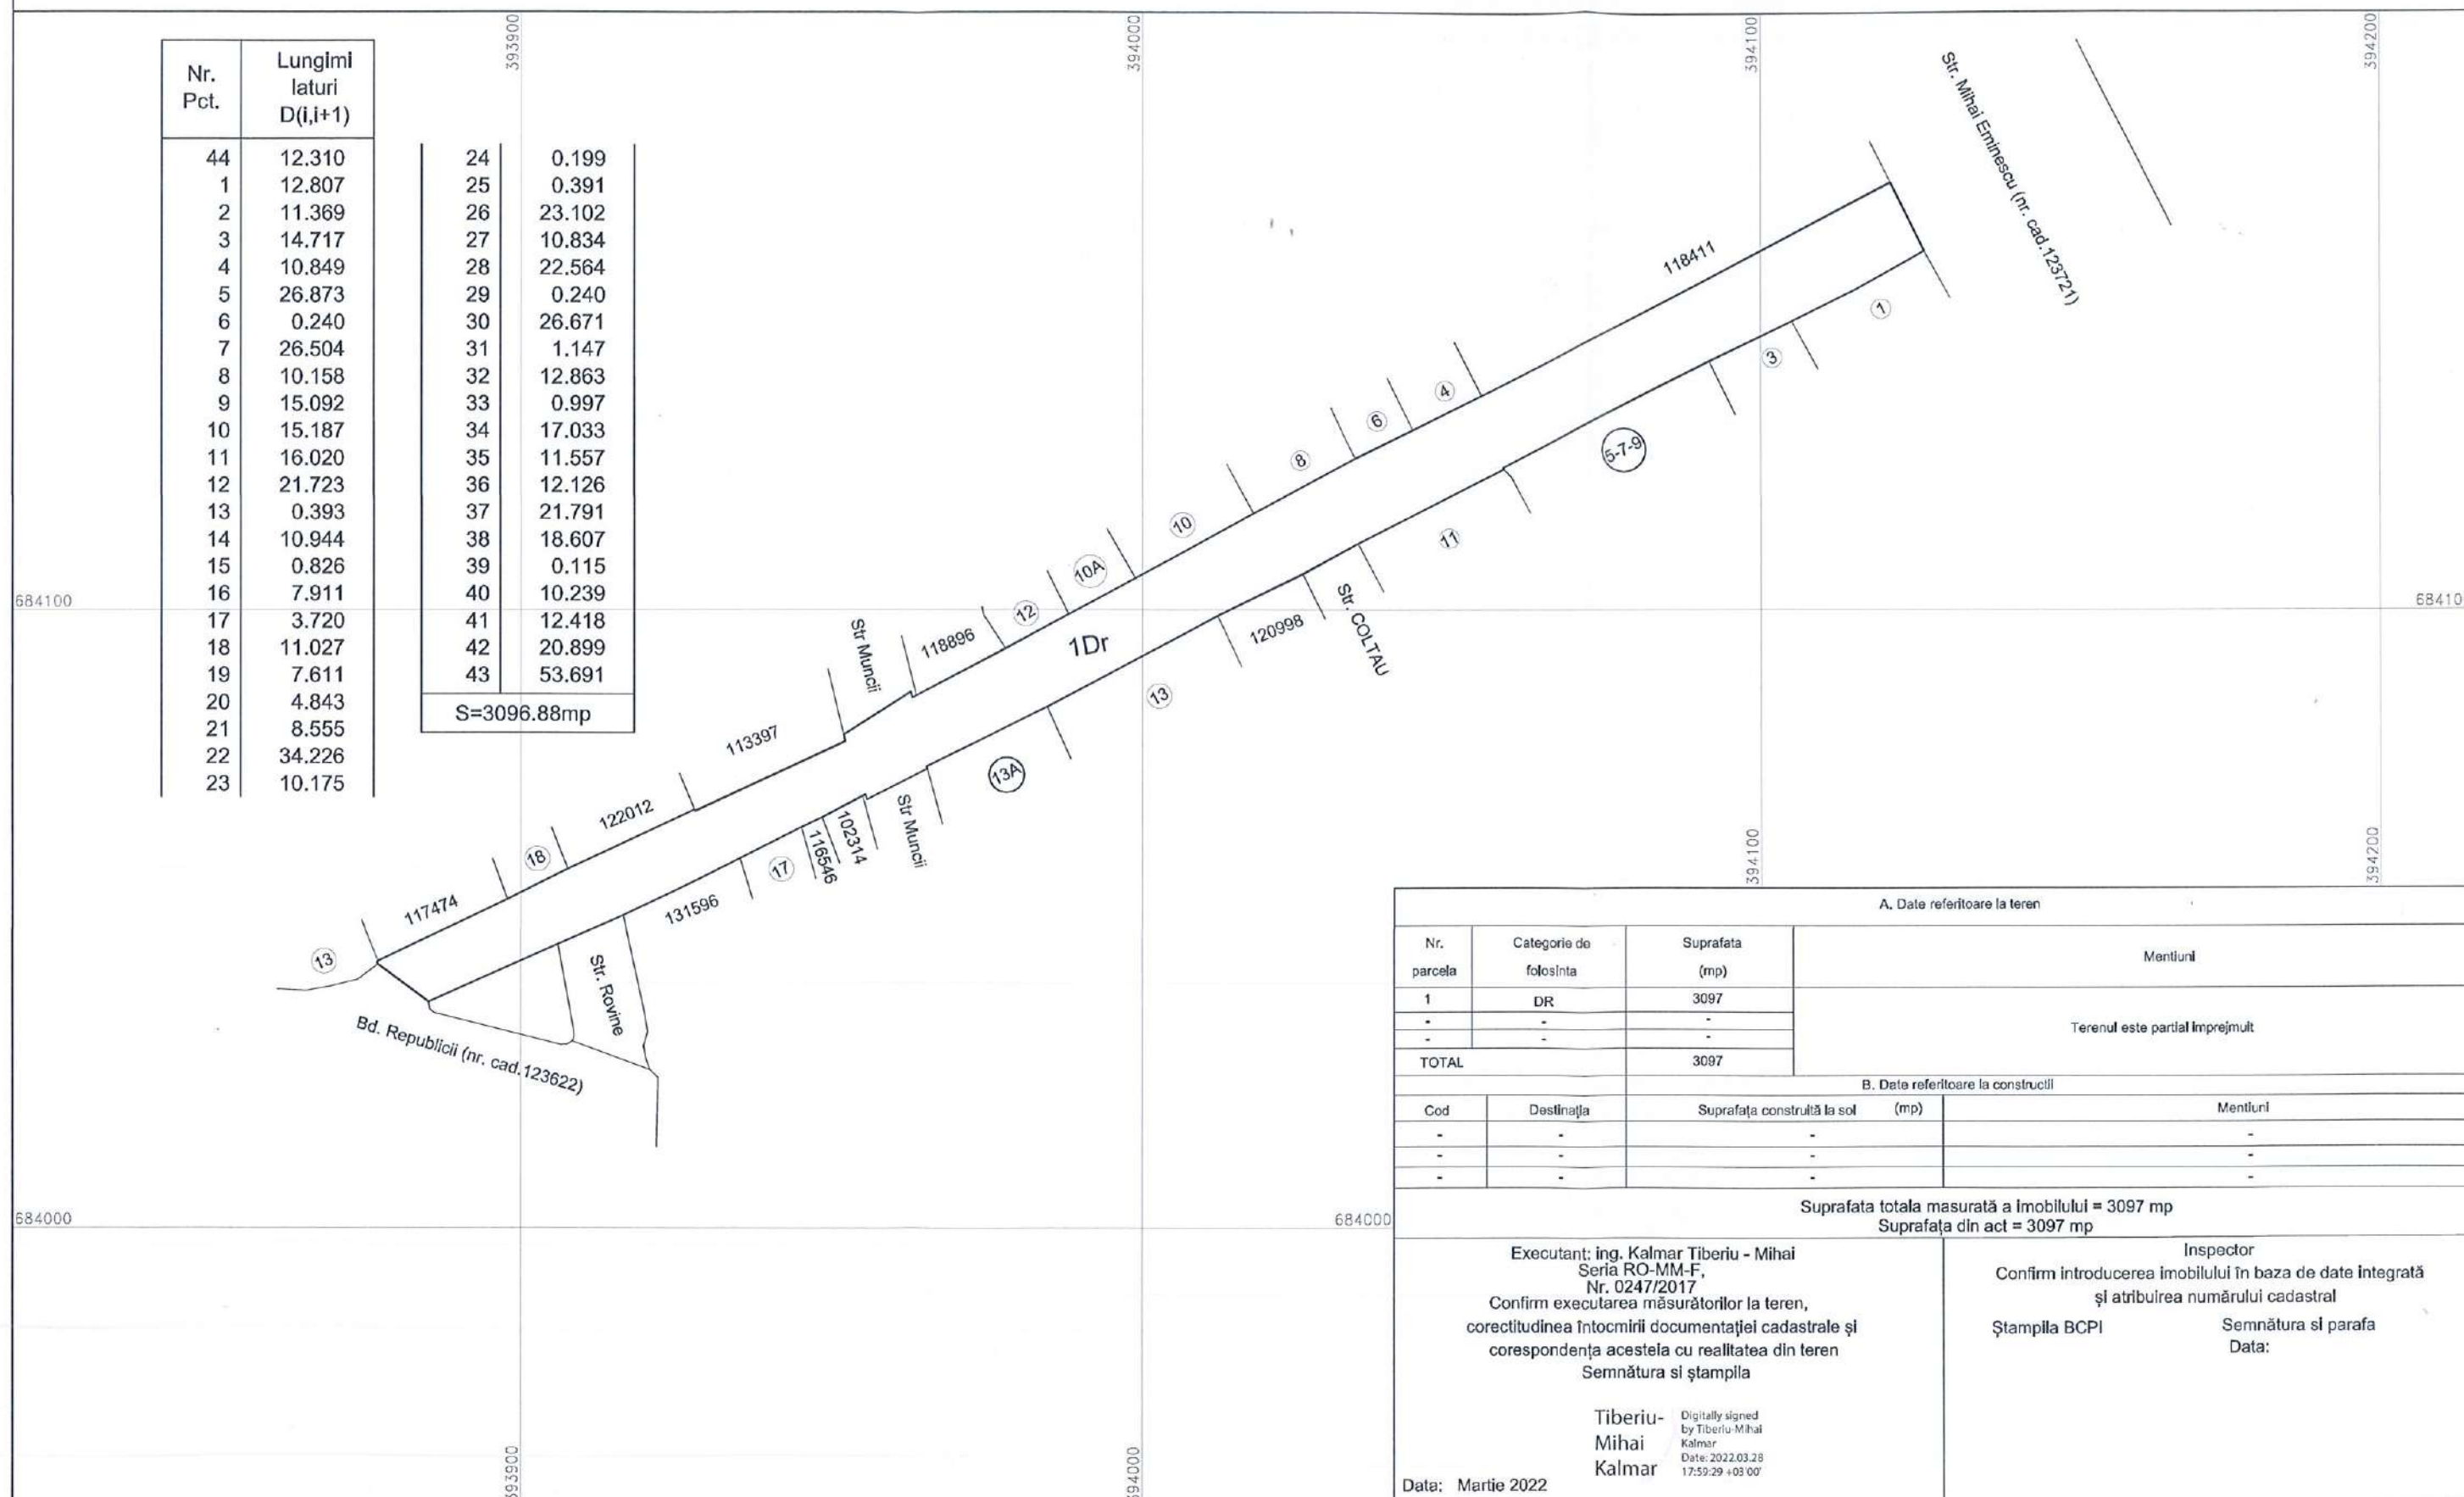 393900
394000
394100
394200
Nr. Pct. Lungimi laturi D(i,i+1)
44 12.310
1 12.807
2 11.369
3 14.717
4 10.849
5 26.873
6 0.240
7 26.504
8 10.158
9 15.092
10 15.187
11 16.020
12 21.723
13 0.393
14 10.944
15 0.826
16 7.911
17 3.720
18 11.027
19 7.611
20 4.843
21 8.555
22 34.226
23 10.175
24 0.199
25 0.391
26 23.102
27 10.834
28 22.564
29 0.240
30 26.671
31 1.147
32 12.863
33 0.997
34 17.033
35 11.557
36 12.126
37 21.791
38 18.607
39 0.115
40 10.239
41 12.418
42 20.899
43 53.691
S=3096.88mp
Str. Mihai Eminescu (nr. cad.123721)
118411
1
3
4
6
8
5-7-9
10
11
10A
12
684100
68410
118896
Str Muncii
1Dr
120998
Str. COLTAU
13
113397
13A
122012
Str Muncii
102314
116546
17
18
117474
131596
13
Str. Rovine
Bd. Republicii (nr. cad.123622)
394100
394200
684000
684000
393900
394000
A. Date referitoare la teren
Nr. parcela Categorie de folosinta Suprafata (mp) Mentiuni
1 DR 3097
- - -
- - -
Terenul este partial imprejmuit
TOTAL 3097
B. Date referitoare la constructii
Cod Destinaţia Suprafaţa construită la sol (mp) Mentiuni
- - - -
- - - -
- - - -
Suprafata totala masurată a imobilului = 3097 mp
Suprafaţa din act = 3097 mp
Executant: ing. Kalmar Tiberiu - Mihai
Seria RO-MM-F,
Nr. 0247/2017
Confirm executarea măsurătorilor la teren,
corectitudinea întocmirii documentaţiei cadastrale şi
corespondenţa acesteia cu realitatea din teren
Semnătura si ştampila
Tiberiu-
Mihai
Kalmar
Digitally signed
by Tiberiu-Mihai
Kalmar
Date: 2022.03.28
17:59:29 +03'00'
Data: Martie 2022
Inspector
Confirm introducerea imobilului în baza de date integrată
şi atribuirea numărului cadastral
Ştampila BCPI
Semnătura si parafa
Data: